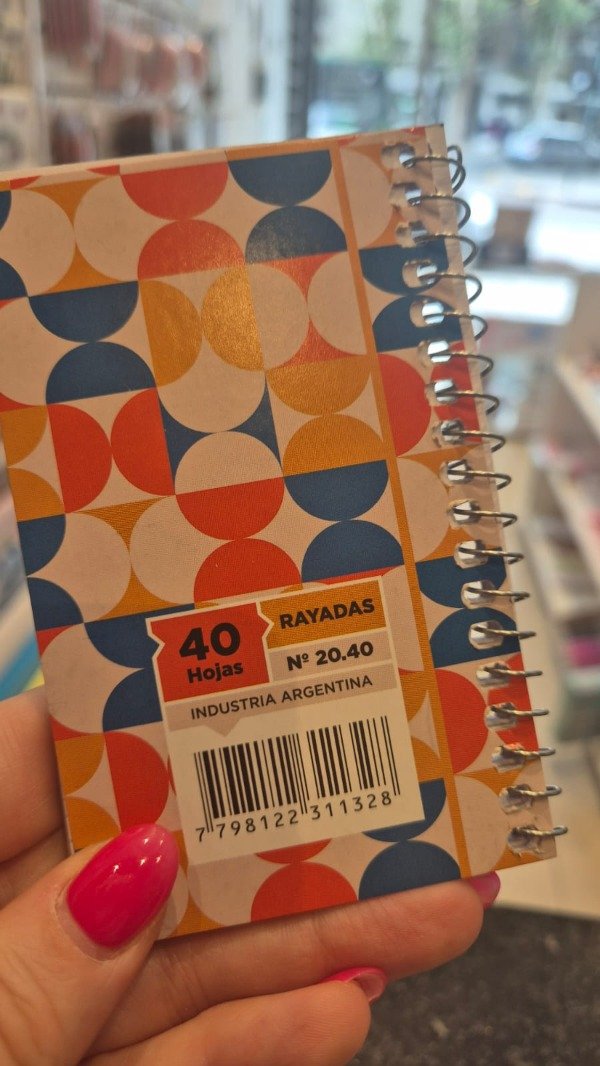 40
Hojas
RAYADAS
Nº 20.40
INDUSTRIA ARGENTINA
7 798122 311328